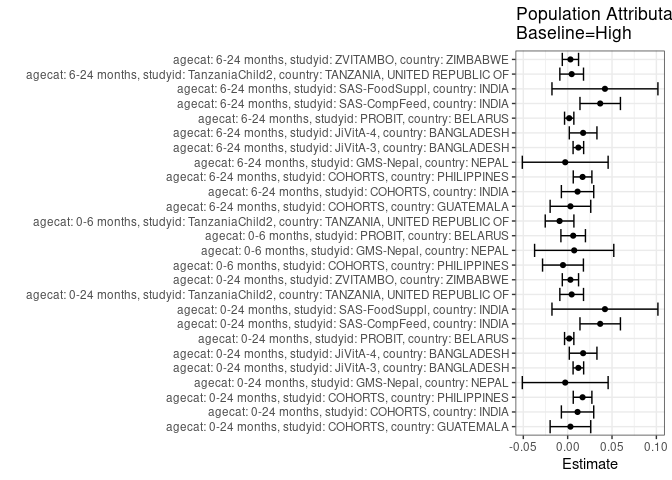 Population Attributa
Baseline=High
agecat: 6-24 months, studyid: ZVITAMBO, country: ZIMBABWE
agecat: 6-24 months, studyid: TanzaniaChild2, country: TANZANIA, UNITED REPUBLIC OF
agecat: 6-24 months, studyid: SAS-FoodSuppl, country: INDIA
agecat: 6-24 months, studyid: SAS-CompFeed, country: INDIA
agecat: 6-24 months, studyid: PROBIT, country: BELARUS
agecat: 6-24 months, studyid: JiVitA-4, country: BANGLADESH
agecat: 6-24 months, studyid: JiVitA-3, country: BANGLADESH
agecat: 6-24 months, studyid: GMS-Nepal, country: NEPAL
agecat: 6-24 months, studyid: COHORTS, country: PHILIPPINES
agecat: 6-24 months, studyid: COHORTS, country: INDIA
agecat: 6-24 months, studyid: COHORTS, country: GUATEMALA
agecat: 0-6 months, studyid: TanzaniaChild2, country: TANZANIA, UNITED REPUBLIC OF
agecat: 0-6 months, studyid: PROBIT, country: BELARUS
agecat: 0-6 months, studyid: GMS-Nepal, country: NEPAL
agecat: 0-6 months, studyid: COHORTS, country: PHILIPPINES
agecat: 0-24 months, studyid: ZVITAMBO, country: ZIMBABWE
agecat: 0-24 months, studyid: TanzaniaChild2, country: TANZANIA, UNITED REPUBLIC OF
agecat: 0-24 months, studyid: SAS-FoodSuppl, country: INDIA
agecat: 0-24 months, studyid: SAS-CompFeed, country: INDIA
agecat: 0-24 months, studyid: PROBIT, country: BELARUS
agecat: 0-24 months, studyid: JiVitA-4, country: BANGLADESH
agecat: 0-24 months, studyid: JiVitA-3, country: BANGLADESH
agecat: 0-24 months, studyid: GMS-Nepal, country: NEPAL
agecat: 0-24 months, studyid: COHORTS, country: PHILIPPINES
agecat: 0-24 months, studyid: COHORTS, country: INDIA
agecat: 0-24 months, studyid: COHORTS, country: GUATEMALA
-0.05 0.00 0.05 0.10
Estimate